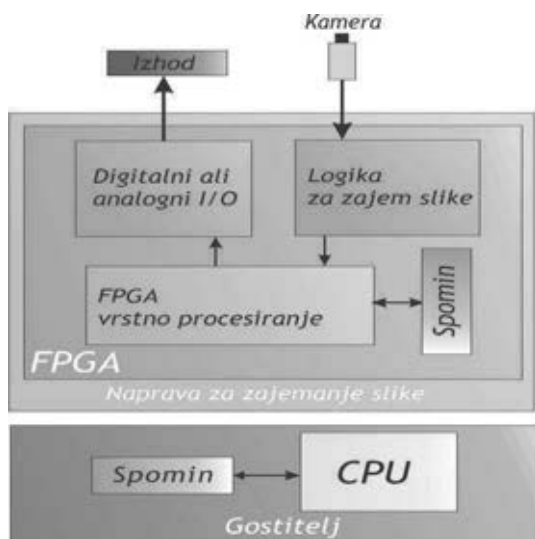 Kamera
Izhod
Digitalni ali
analogni I/O
Logika
za zajem slike
FPGA
vrstno procesiranje
Spomin
FPGA
Naprava za zajemanje slike
Spomin
CPU
Gostitelj